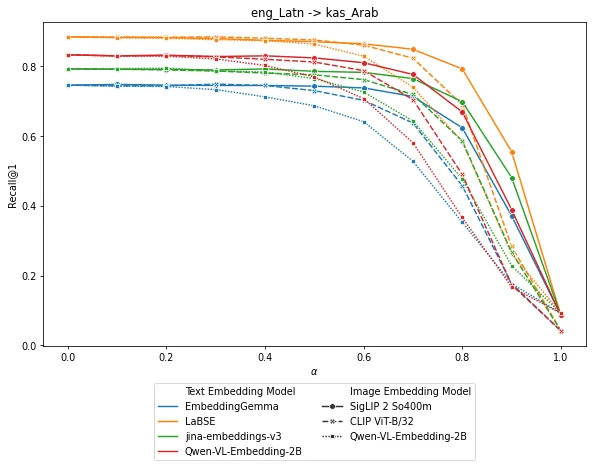 eng_Latn -> kas_Arab
Recall@1
0.8
0.6
0.4
0.2
0.0
0.0 0.2 0.4 0.6 0.8 1.0
α
Text Embedding Model
EmbeddingGemma
LaBSE
jina-embeddings-v3
Qwen-VL-Embedding-2B
Image Embedding Model
SigLIP 2 So400m
CLIP ViT-B/32
Qwen-VL-Embedding-2B